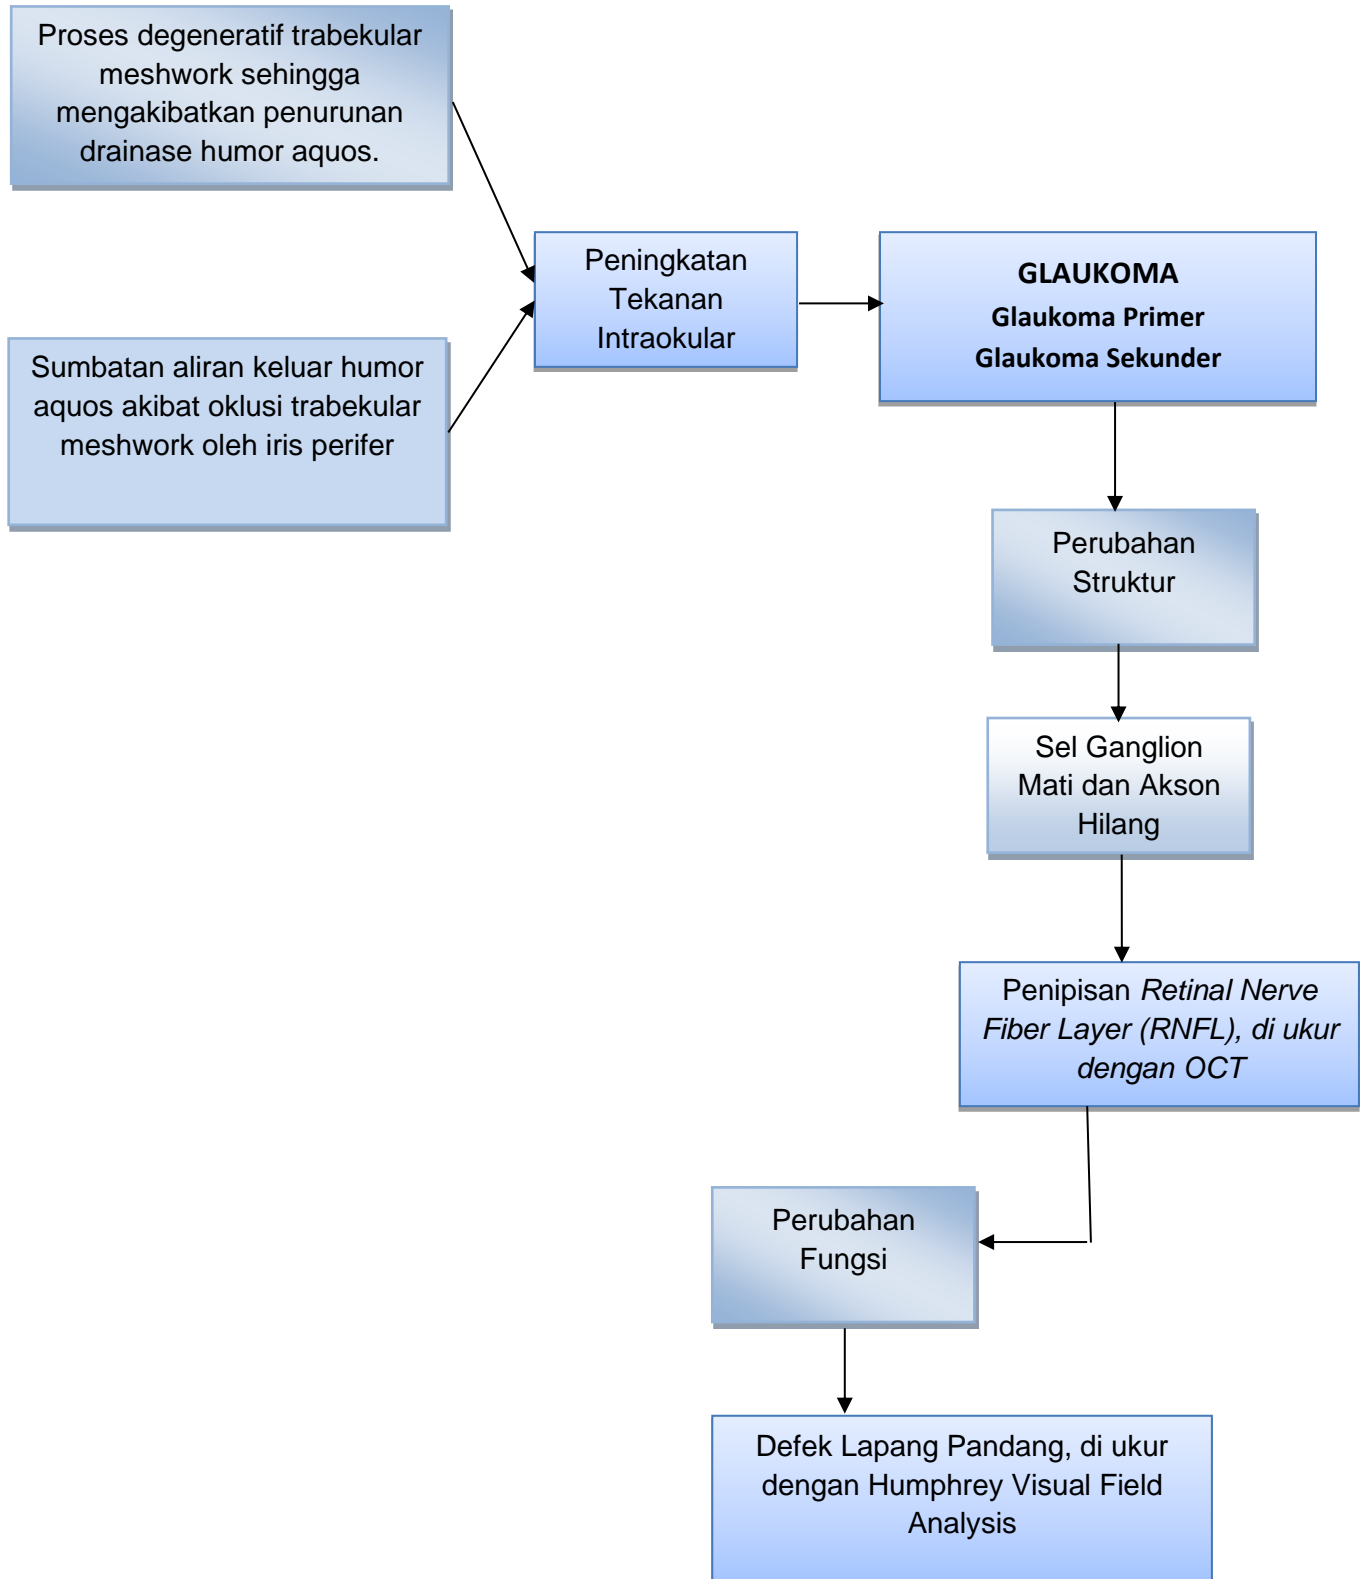 Proses degeneratif trabekular
meshwork sehingga
mengakibatkan penurunan
drainase humor aquos.
Sumbatan aliran keluar humor
aquos akibat oklusi trabekular
meshwork oleh iris perifer
Peningkatan
Tekanan
Intraokular
GLAUKOMA
Glaukoma Primer
Glaukoma Sekunder
Perubahan
Struktur
Sel Ganglion
Mati dan Akson
Hilang
Penipisan Retinal Nerve
Fiber Layer (RNFL), di ukur
dengan OCT
Perubahan
Fungsi
Defek Lapang Pandang, di ukur
dengan Humphrey Visual Field
Analysis